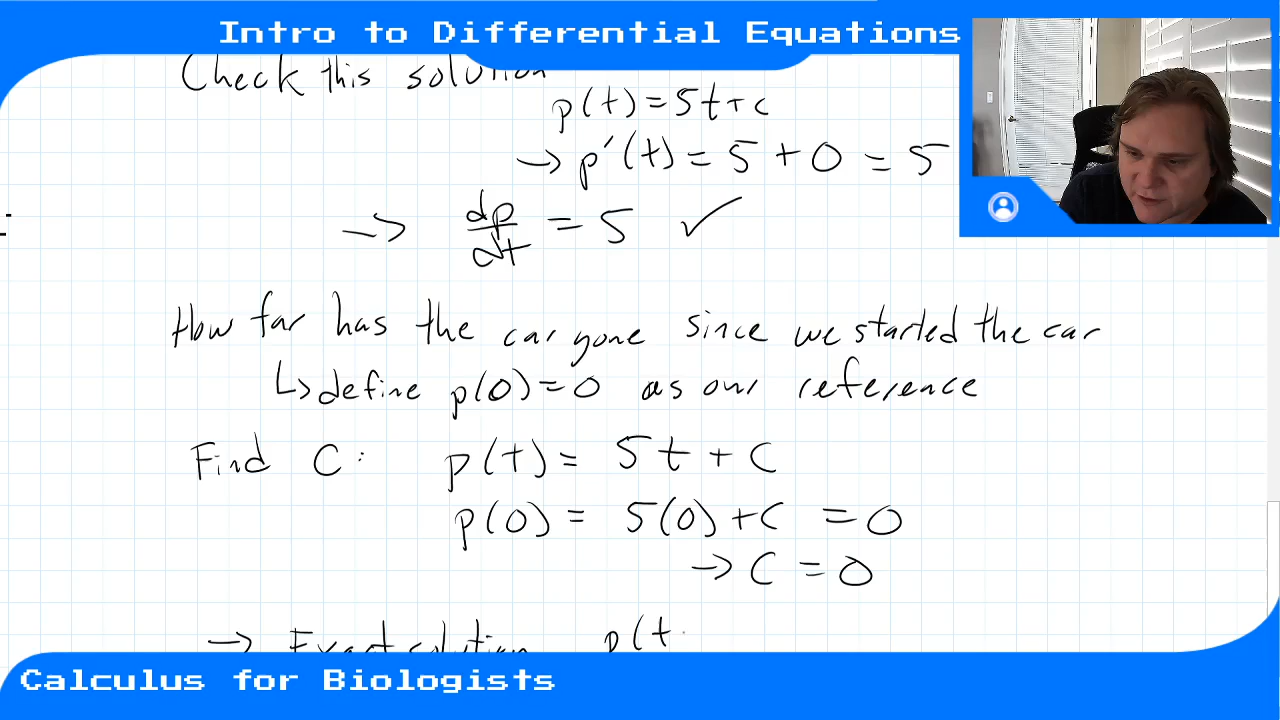 Intro to Differential Equations
Check this solution
p(t) = 5t + C
→ p′(t) = 5 + 0 = 5
→ dp/dt = 5 ✓
How far has the car gone since we started the car
↳ define p(0) = 0 as our reference
Find C: p(t) = 5t + C
p(0) = 5(0) + C = 0
→ C = 0
→ Exact solution p(t
Calculus for Biologists